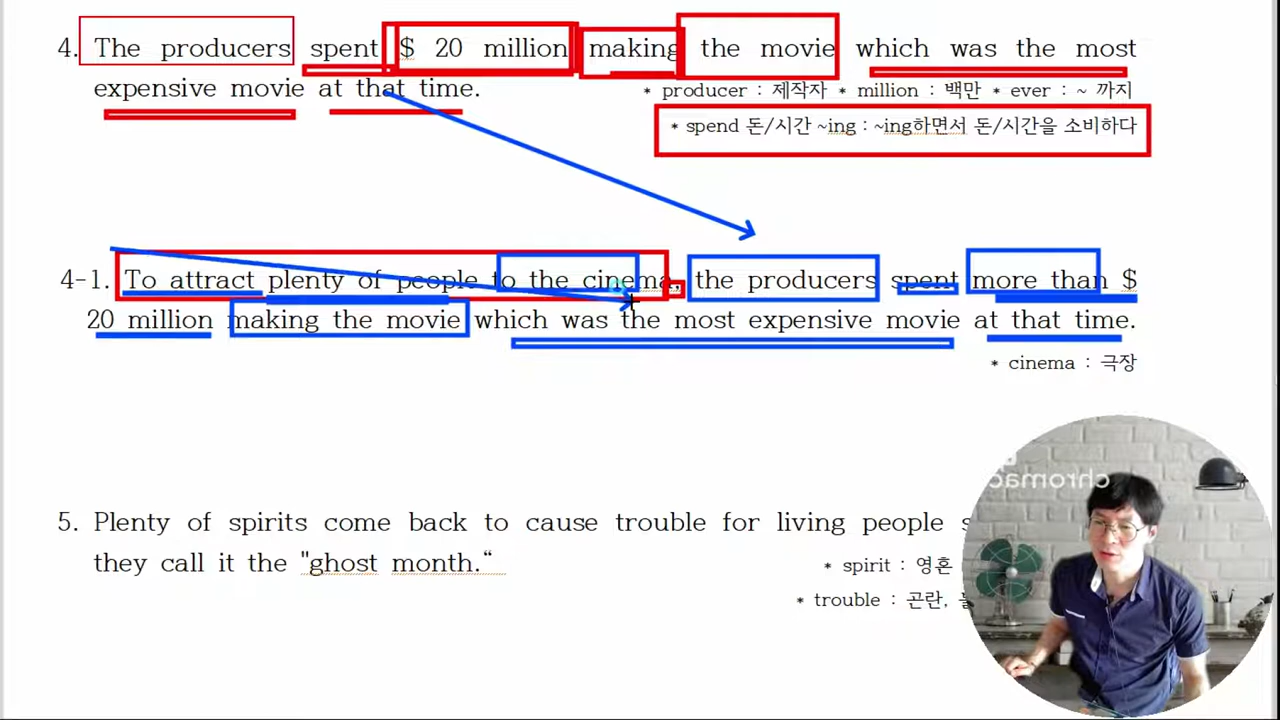 4. The producers spent $ 20 million making the movie which was the most
expensive movie at that time.
* producer : 제작자 * million : 백만 * ever : ~ 까지
* spend 돈/시간 ~ing : ~ing하면서 돈/시간을 소비하다
4-1. To attract plenty of people to the cinema, the producers spent more than $
20 million making the movie which was the most expensive movie at that time.
* cinema : 극장
5. Plenty of spirits come back to cause trouble for living people
they call it the "ghost month.“
* spirit : 영혼
* trouble : 곤란,